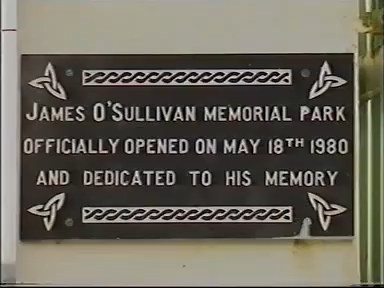 JAMES O'SULLIVAN MEMORIAL PARK
OFFICIALLY OPENED ON MAY 18TH 1980
AND DEDICATED TO HIS MEMORY